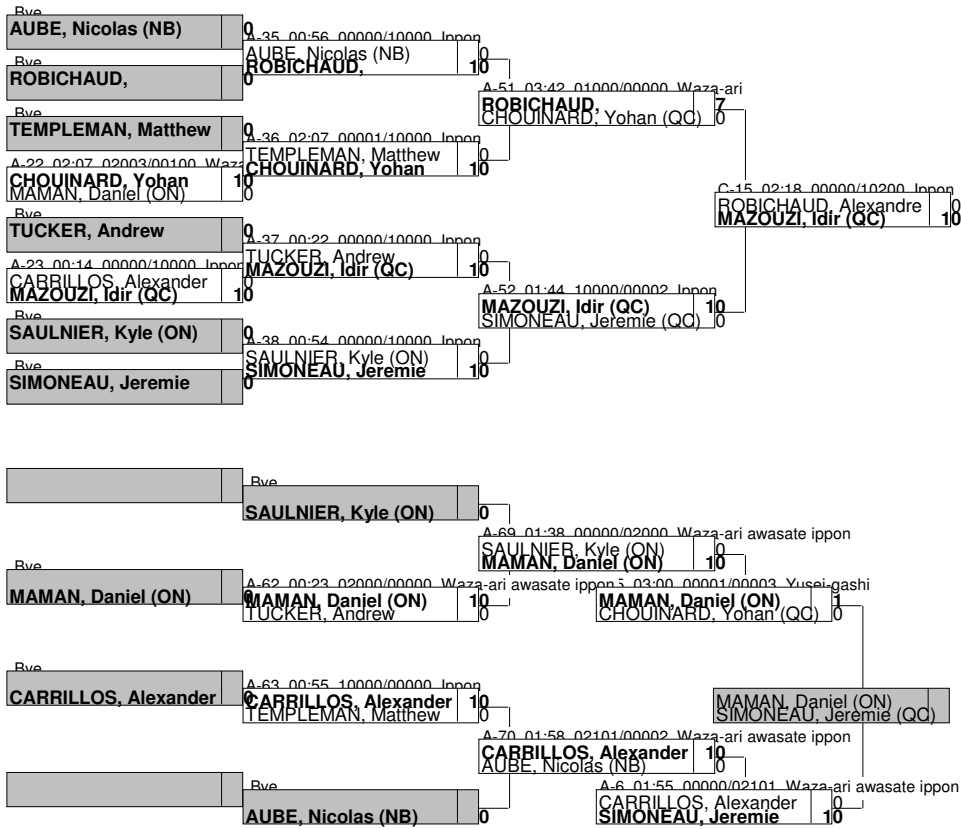 Bye
AUBE, Nicolas (NB) 0
Bye
ROBICHAUD, 0
Bye
TEMPLEMAN, Matthew 0
A-22 02:07 02003/00100 Waza
CHOUINARD, Yohan 10
MAMAN, Daniel (ON) 0
Bye
TUCKER, Andrew 0
A-23 00:14 00000/10000 Ippon
CARRILLOS, Alexander 0
MAZOUZI, Idir (QC) 10
Bye
SAULNIER, Kyle (ON) 0
Bye
SIMONEAU, Jeremie 0
A-35 00:56 00000/10000 Ippon
AUBE, Nicolas (NB) 0
ROBICHAUD, 10
A-36 02:07 00001/10000 Ippon
TEMPLEMAN, Matthew 0
CHOUINARD, Yohan 10
A-37 00:22 00000/10000 Ippon
TUCKER, Andrew 0
MAZOUZI, Idir (QC) 10
A-38 00:54 00000/10000 Ippon
SAULNIER, Kyle (ON) 0
SIMONEAU, Jeremie 10
A-51 03:42 01000/00000 Waza-ari
ROBICHAUD, 7
CHOUINARD, Yohan (QC) 0
A-52 01:44 10000/00002 Ippon
MAZOUZI, Idir (QC) 10
SIMONEAU, Jeremie (QC) 0
C-15 02:18 00000/10200 Ippon
ROBICHAUD, Alexandre 0
MAZOUZI, Idir (QC) 10
Bye
SAULNIER, Kyle (ON) 0
Bye
MAMAN, Daniel (ON) 0
A-62 00:23 02000/00000 Waza-ari awasate ippon
MAMAN, Daniel (ON) 10
TUCKER, Andrew 0
Bye
CARRILLOS, Alexander 0
A-63 00:55 10000/00000 Ippon
CARRILLOS, Alexander 10
TEMPLEMAN, Matthew 0
Bye
AUBE, Nicolas (NB) 0
A-69 01:38 00000/02000 Waza-ari awasate ippon
SAULNIER, Kyle (ON) 0
MAMAN, Daniel (ON) 10
A-70 01:58 02101/00002 Waza-ari awasate ippon
CARRILLOS, Alexander 10
AUBE, Nicolas (NB) 0
03:00 00001/00003 Yusei-gashi
MAMAN, Daniel (ON) 1
CHOUINARD, Yohan (QC) 0
A-6 01:55 00000/02101 Waza-ari awasate ippon
CARRILLOS, Alexander 0
SIMONEAU, Jeremie 10
MAMAN, Daniel (ON)
SIMONEAU, Jeremie (QC)